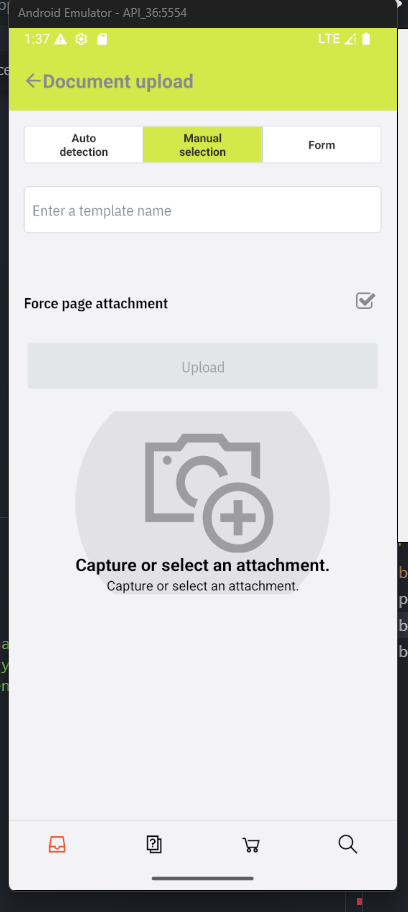 Android Emulator - API_36:5554
1:37
LTE
Document upload
Auto
detection
Manual
selection
Form
Enter a template name
Force page attachment
Upload
Capture or select an attachment.
Capture or select an attachment.
b
p
b
b
a
y
en